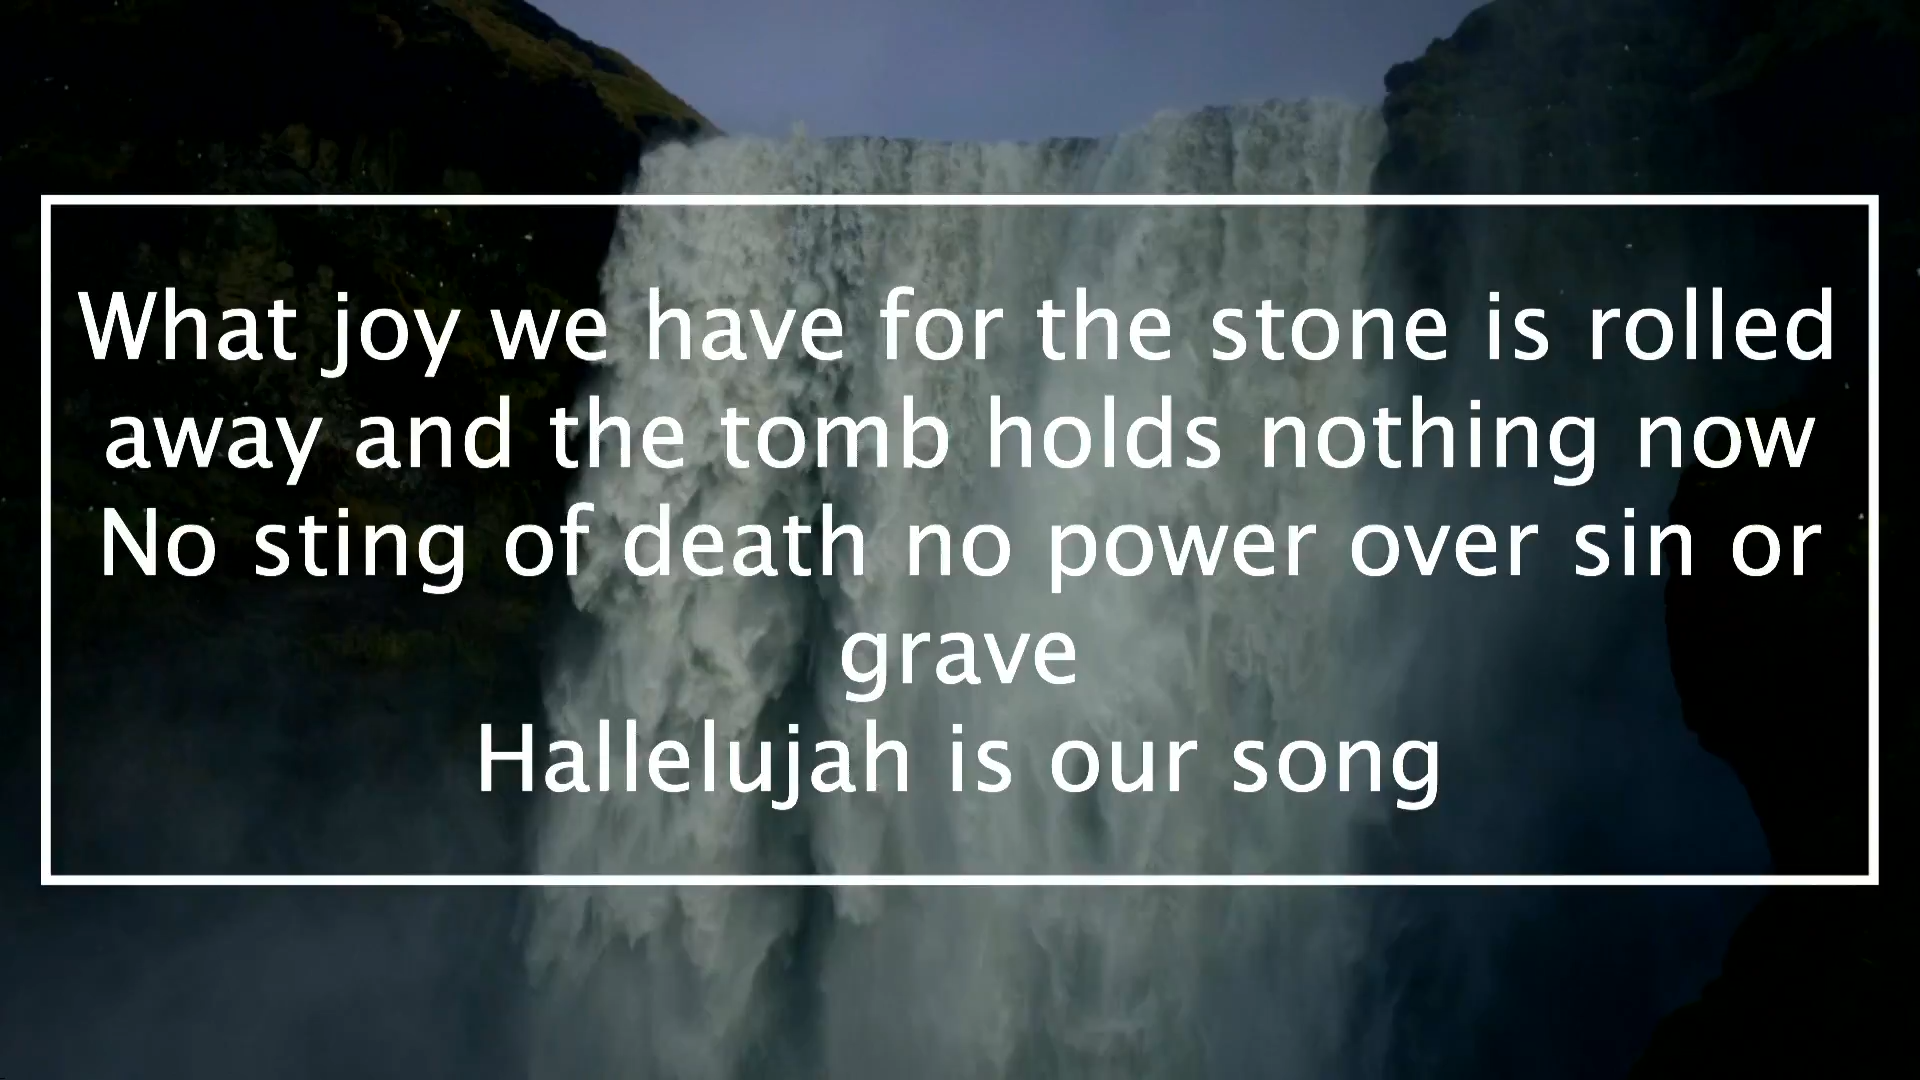 What joy we have for the stone is rolled
away and the tomb holds nothing now
No sting of death no power over sin or
grave
Hallelujah is our song